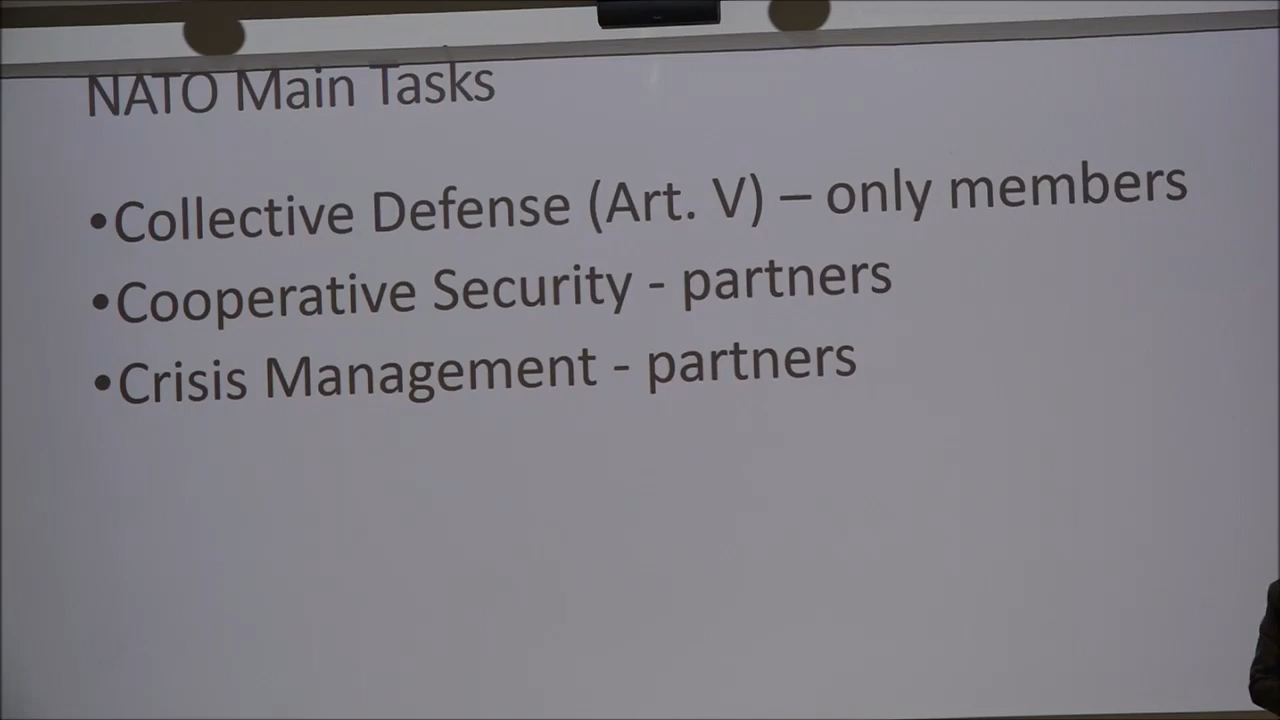 NATO Main Tasks
•Collective Defense (Art. V) – only members
•Cooperative Security - partners
•Crisis Management - partners